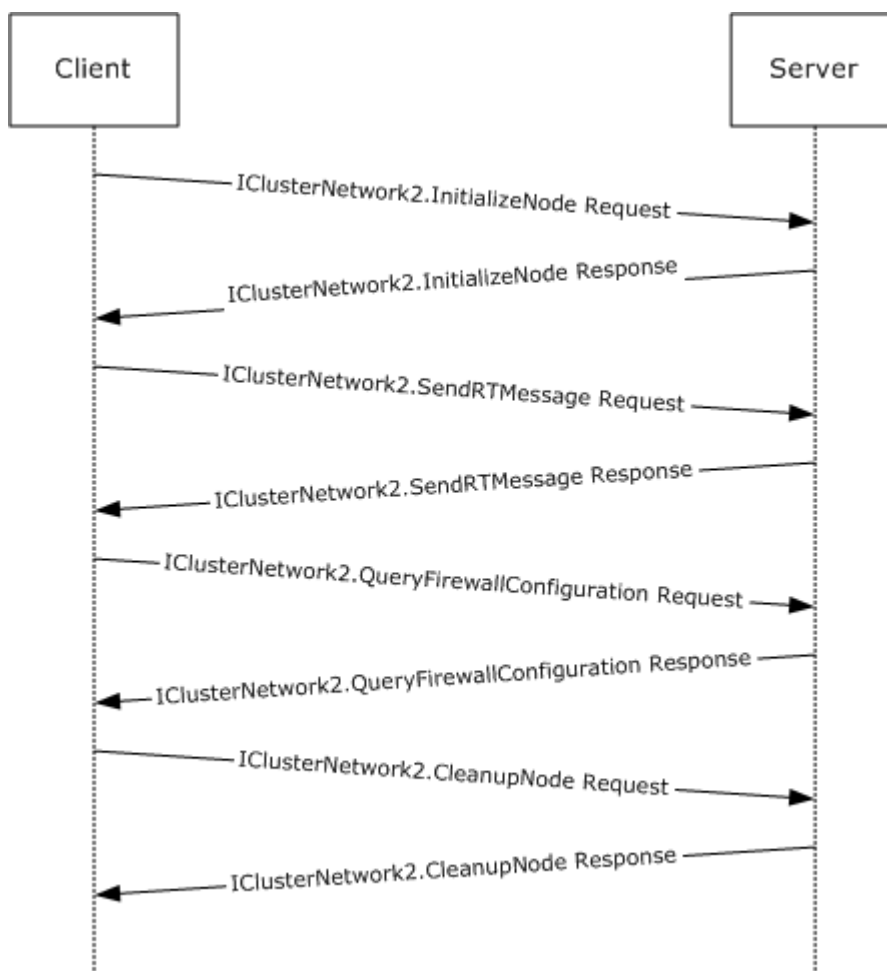 Client
Server
IClusterNetwork2.InitializeNode Request
IClusterNetwork2.InitializeNode Response
IClusterNetwork2.SendRTMessage Request
IClusterNetwork2.SendRTMessage Response
IClusterNetwork2.QueryFirewallConfiguration Request
IClusterNetwork2.QueryFirewallConfiguration Response
IClusterNetwork2.CleanupNode Request
IClusterNetwork2.CleanupNode Response